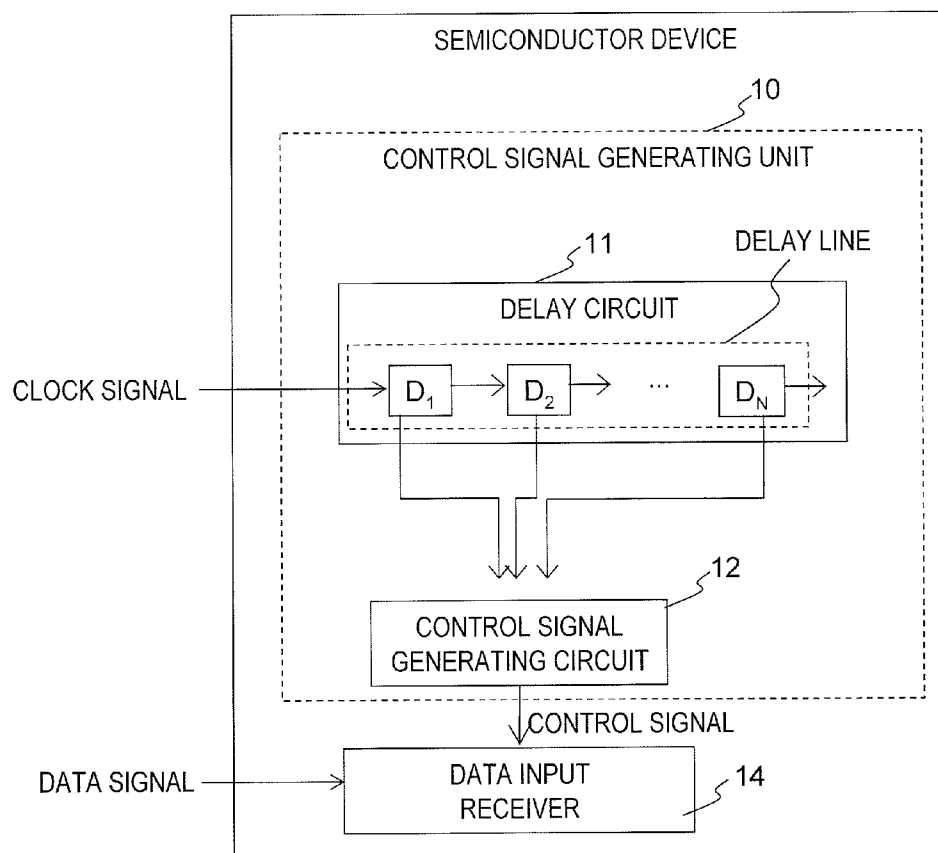 SEMICONDUCTOR DEVICE
10
CONTROL SIGNAL GENERATING UNIT
DELAY LINE
11
DELAY CIRCUIT
CLOCK SIGNAL
D1
D2
...
DN
12
CONTROL SIGNAL
GENERATING CIRCUIT
CONTROL SIGNAL
DATA SIGNAL
DATA INPUT
RECEIVER
14